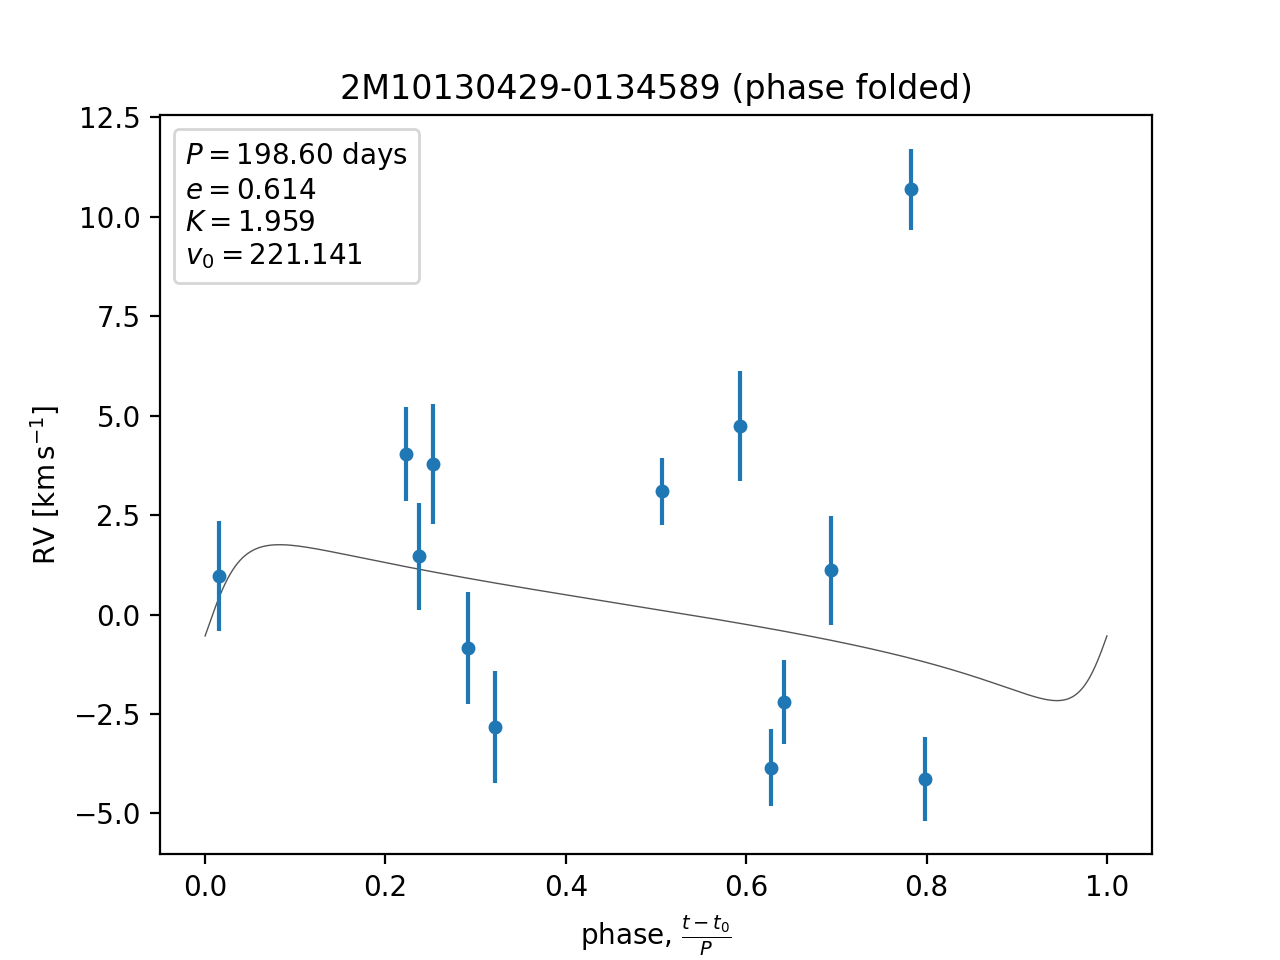 2M10130429-0134589 (phase folded)
P = 198.60 days
e = 0.614
K = 1.959
v₀ = 221.141
12.5
10.0
7.5
5.0
2.5
0.0
−2.5
−5.0
RV [km s⁻¹]
0.0 0.2 0.4 0.6 0.8 1.0
phase, (t − t₀)/P